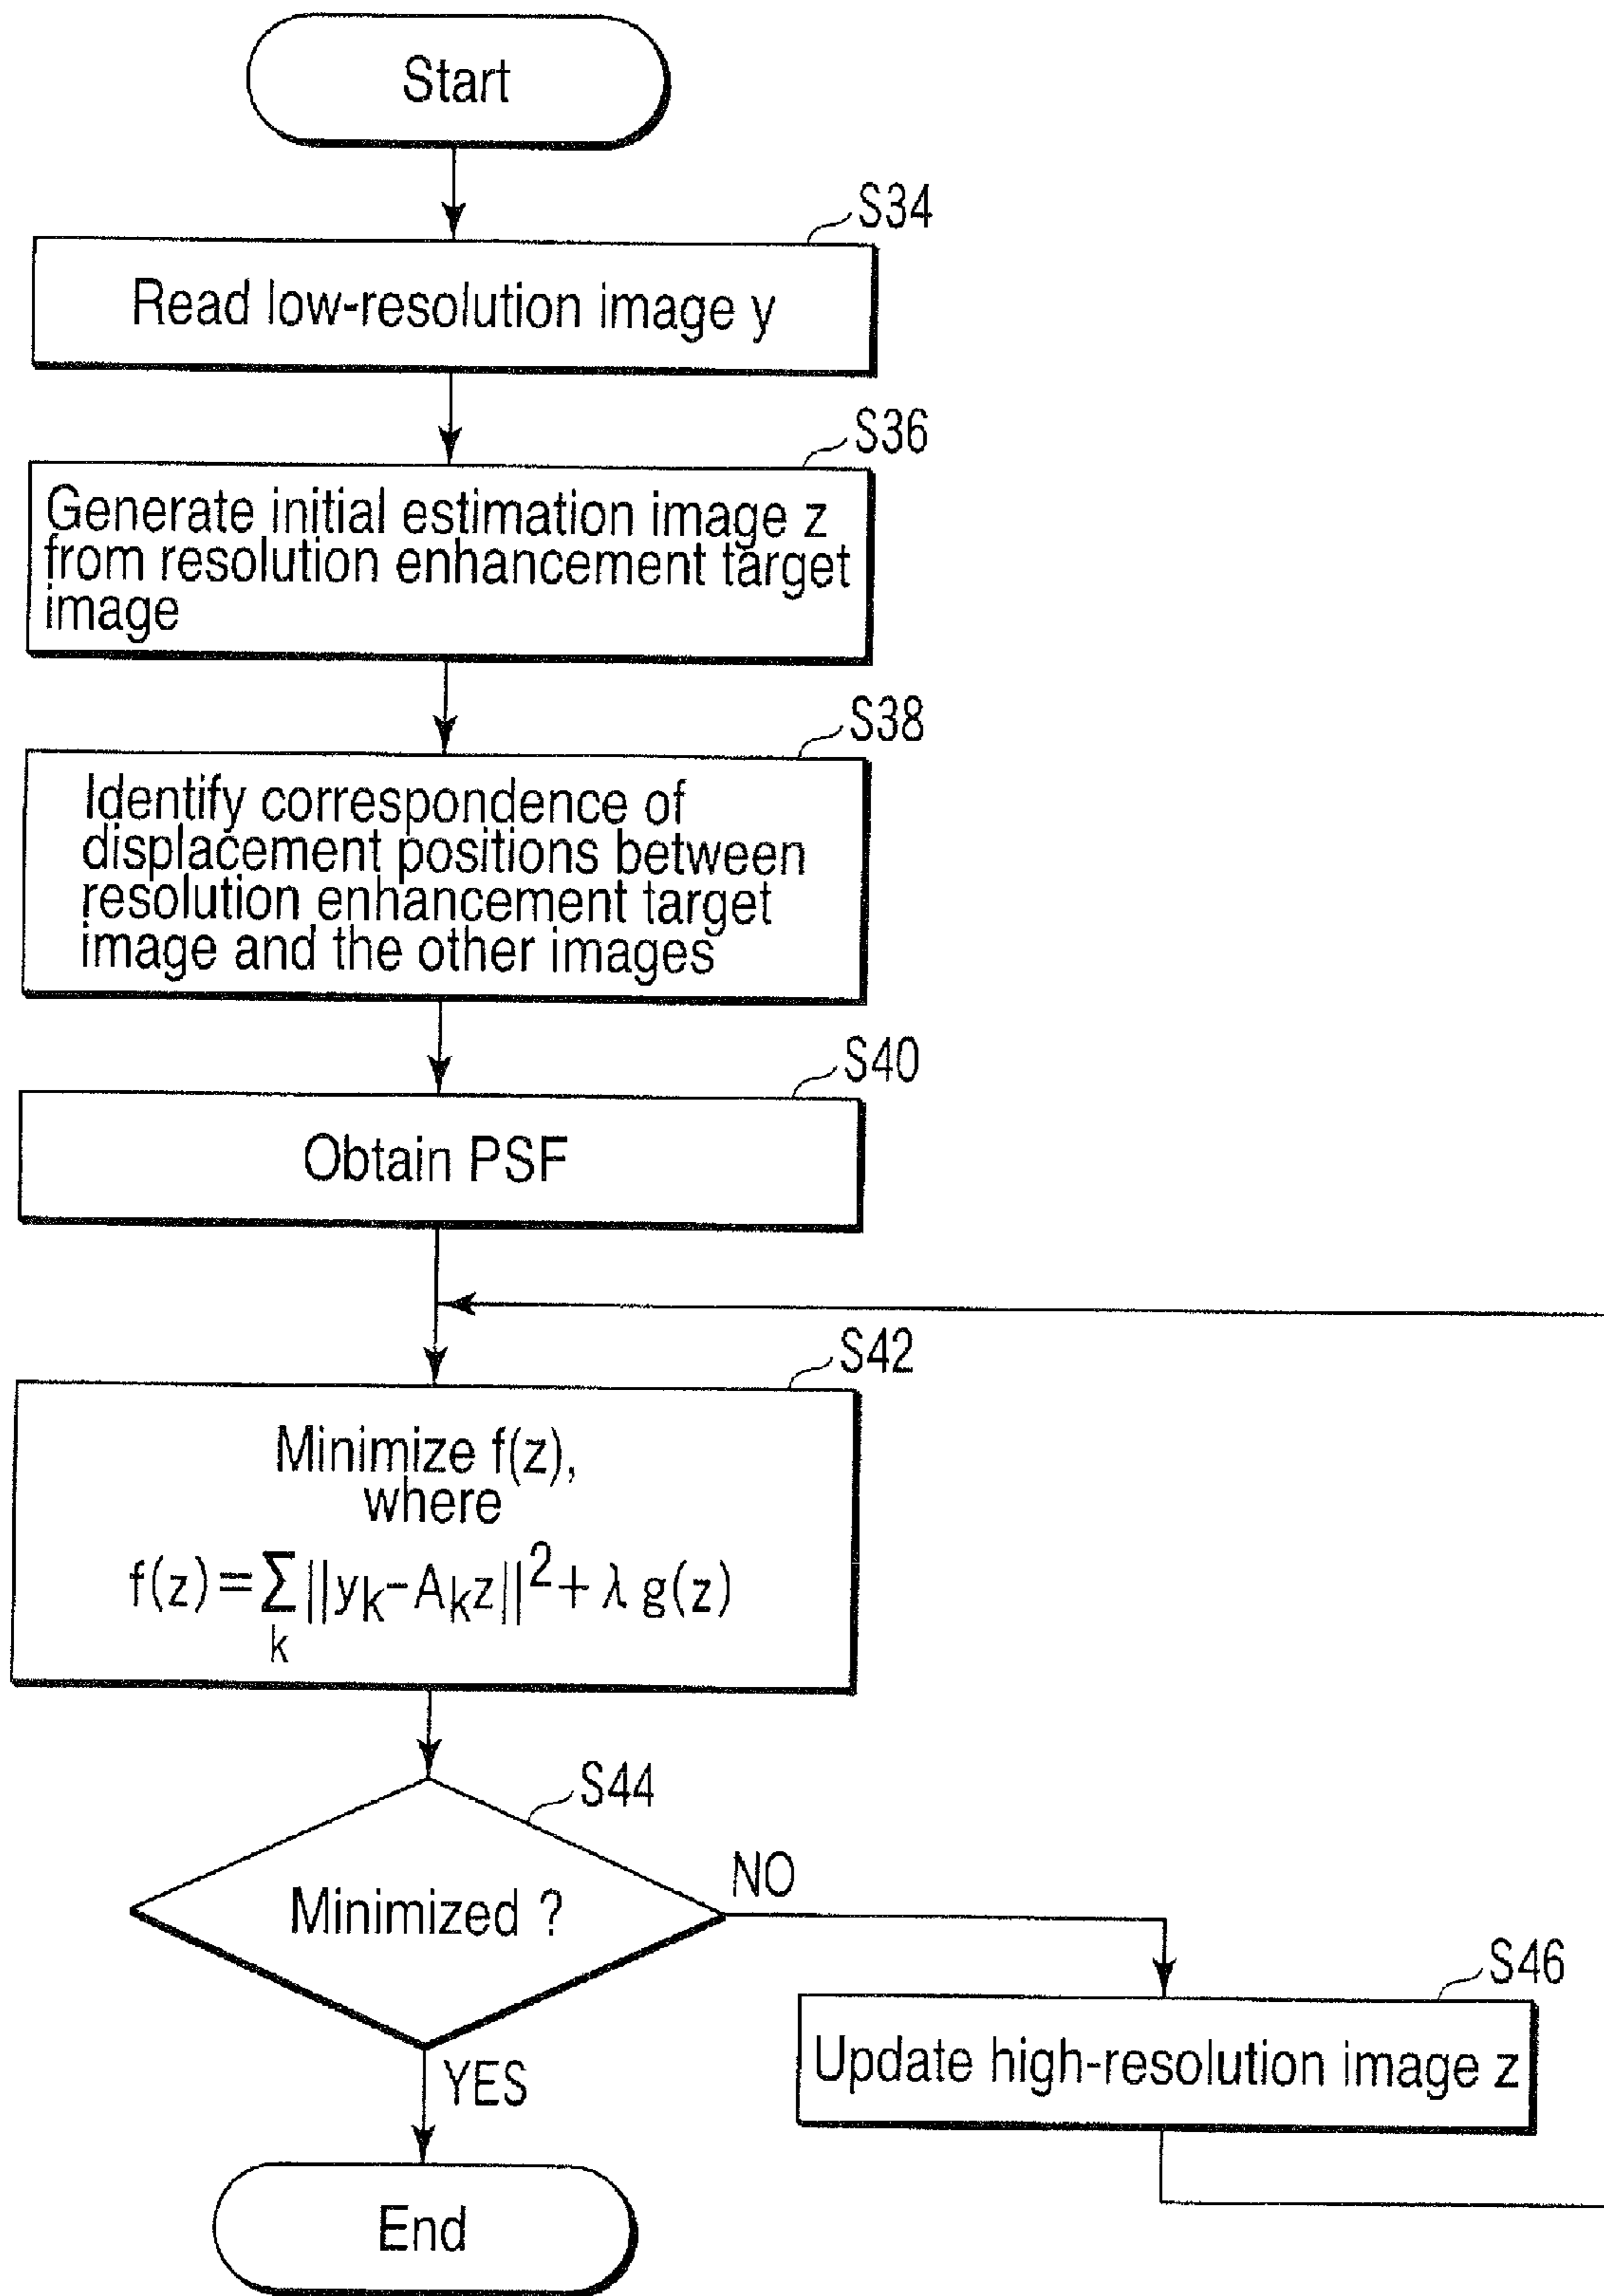 Start
S34
Read low-resolution image y
S36
Generate initial estimation image z
from resolution enhancement target
image
S38
Identify correspondence of
displacement positions between
resolution enhancement target
image and the other images
S40
Obtain PSF
S42
Minimize f(z),
where
f(z)=∑||yk-Akz||²+λ g(z)
k
S44
Minimized ?
NO
S46
Update high-resolution image z
YES
End